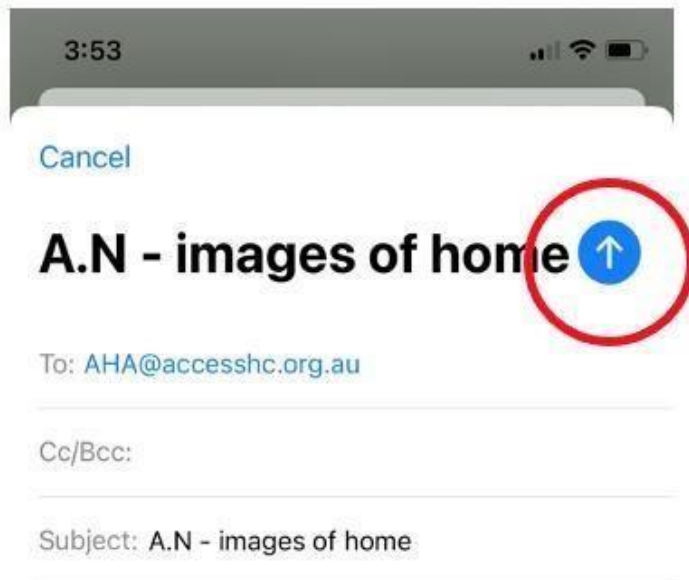 3:53
Cancel
A.N - images of home
To: AHA@accesshc.org.au
Cc/Bcc:
Subject: A.N - images of home